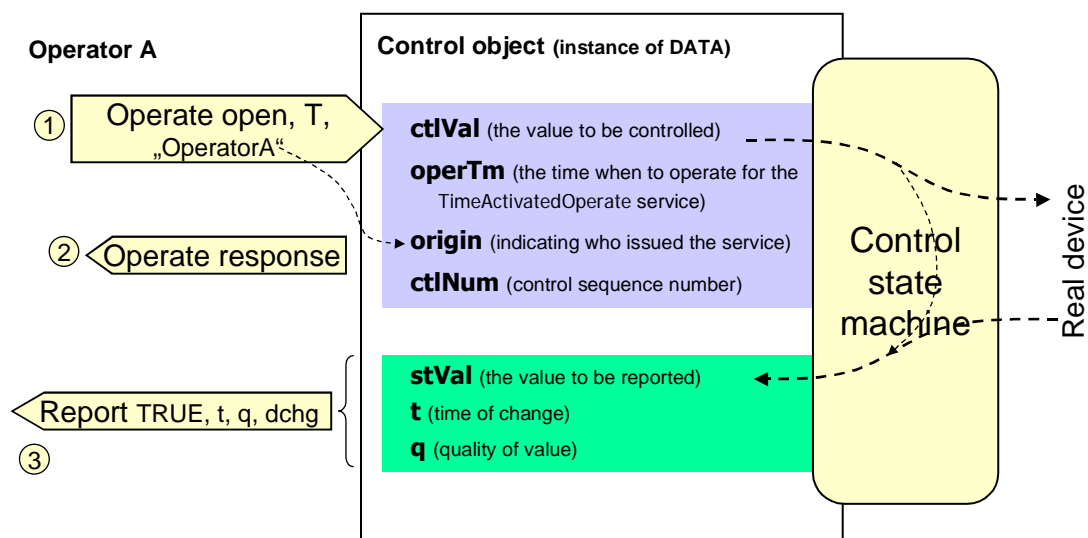 Operator A
Control object (instance of DATA)
1
Operate open, T,
„OperatorA“
ctlVal (the value to be controlled)
operTm (the time when to operate for the
TimeActivatedOperate service)
origin (indicating who issued the service)
ctlNum (control sequence number)
2
Operate response
Control
state
machine
Real device
stVal (the value to be reported)
t (time of change)
q (quality of value)
Report TRUE, t, q, dchg
3